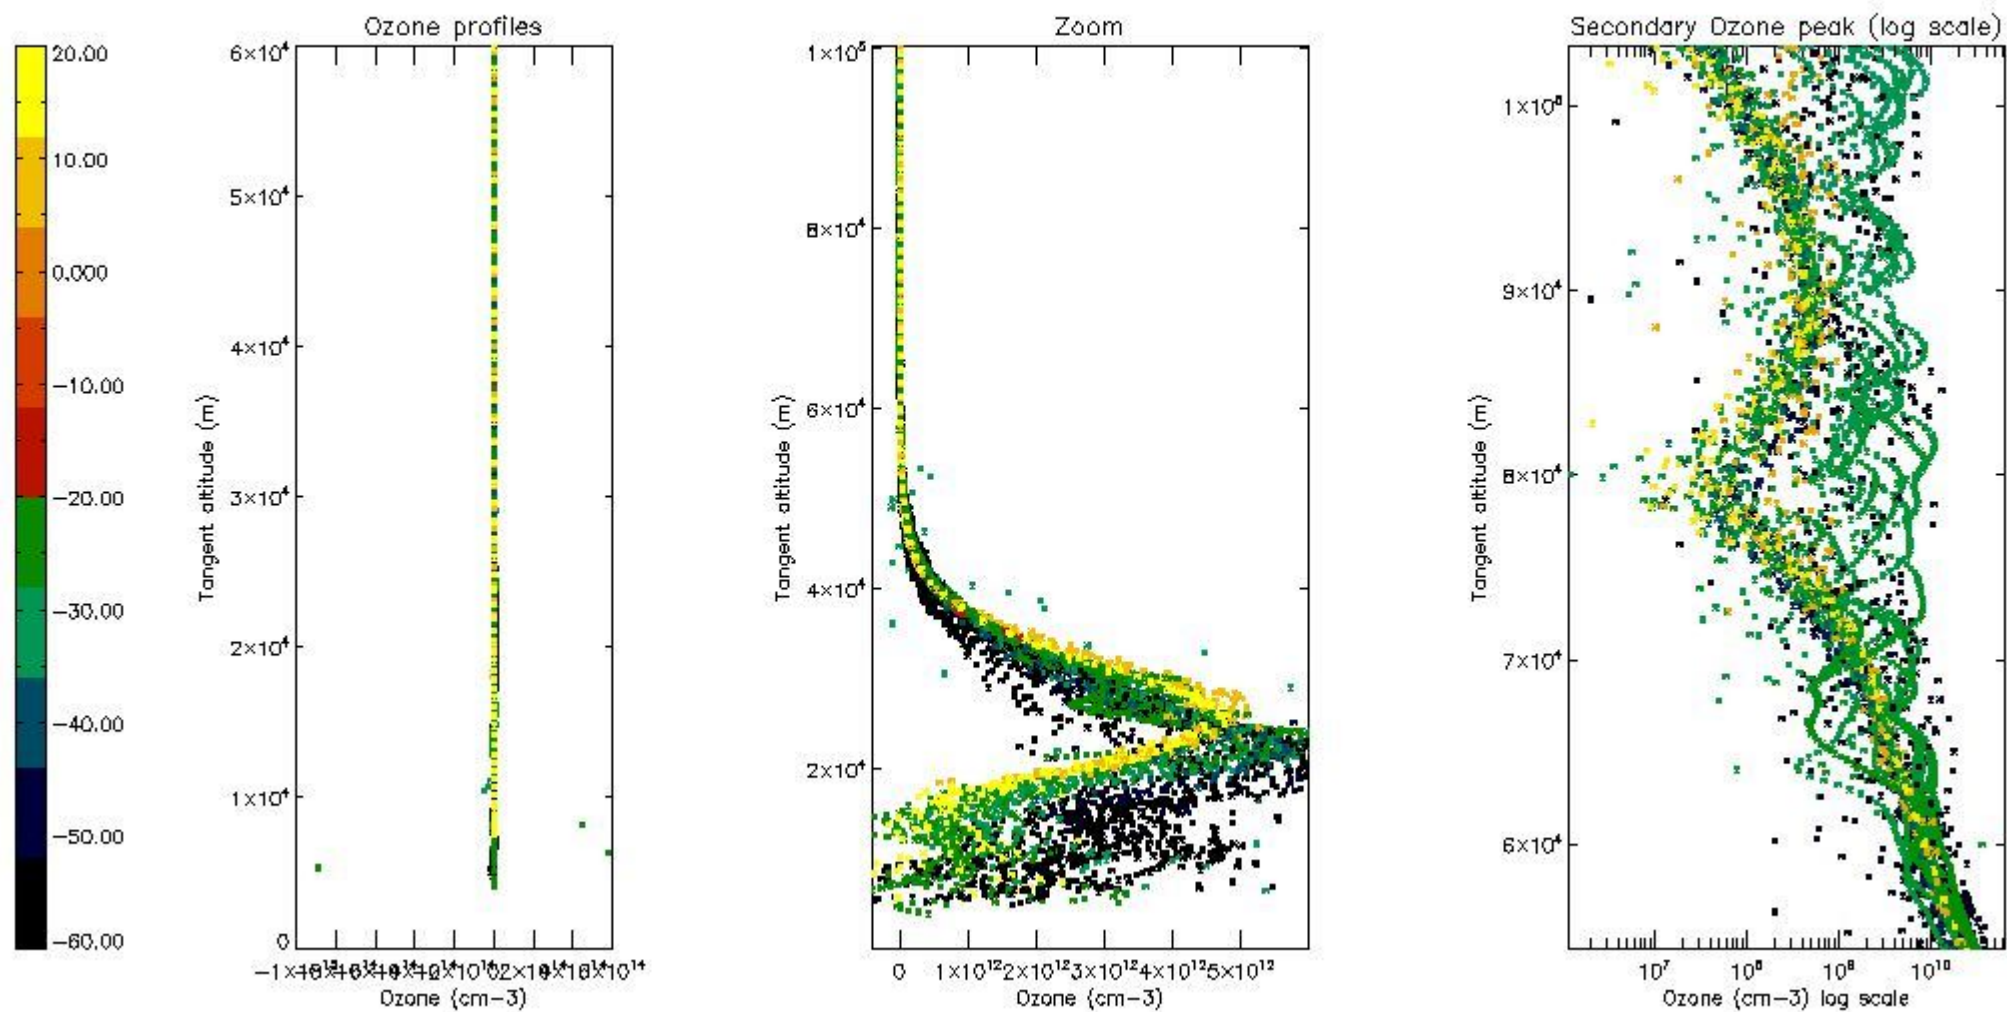 Ozone profiles
Zoom
Secondary Ozone peak (log scale)
20.00
10.00
0.000
−10.00
−20.00
−30.00
−40.00
−50.00
−60.00
6×10⁴
5×10⁴
4×10⁴
3×10⁴
2×10⁴
1×10⁴
0
Tangent altitude (m)
Ozone (cm−3)
1×10⁵
8×10⁴
6×10⁴
4×10⁴
2×10⁴
Tangent altitude (m)
0 1×10¹² 2×10¹² 3×10¹² 4×10¹² 5×10¹²
Ozone (cm−3)
1×10⁵
9×10⁴
8×10⁴
7×10⁴
6×10⁴
Tangent altitude (m)
10⁷ 10⁸ 10⁹ 10¹⁰
Ozone (cm−3) log scale